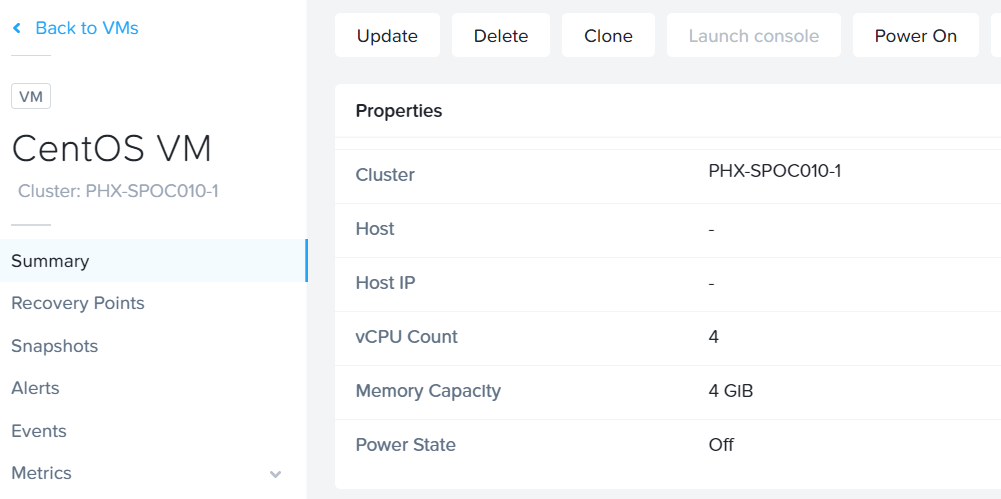 Back to VMs
VM
CentOS VM
Cluster: PHX-SPOC010-1
Summary
Recovery Points
Snapshots
Alerts
Events
Metrics
Update Delete Clone Launch console Power On
Properties
Cluster PHX-SPOC010-1
Host -
Host IP -
vCPU Count 4
Memory Capacity 4 GiB
Power State Off